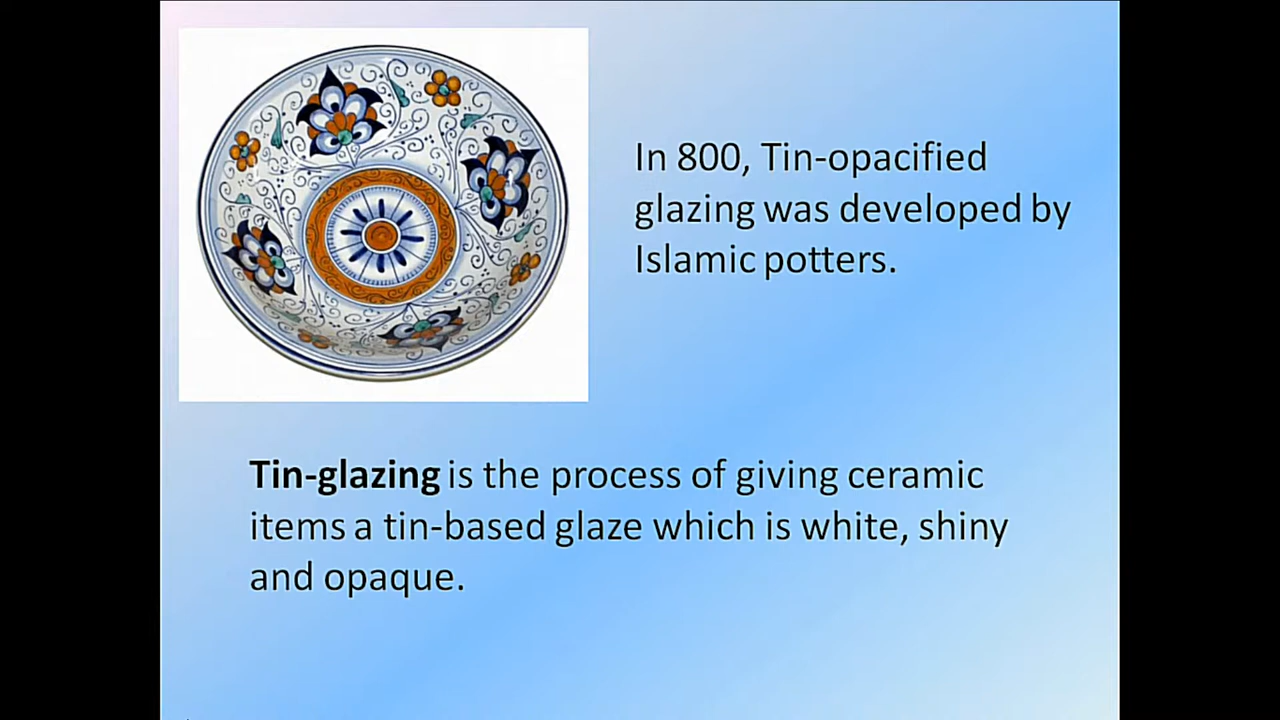 In 800, Tin-opacified
glazing was developed by
Islamic potters.
Tin-glazing is the process of giving ceramic
items a tin-based glaze which is white, shiny
and opaque.